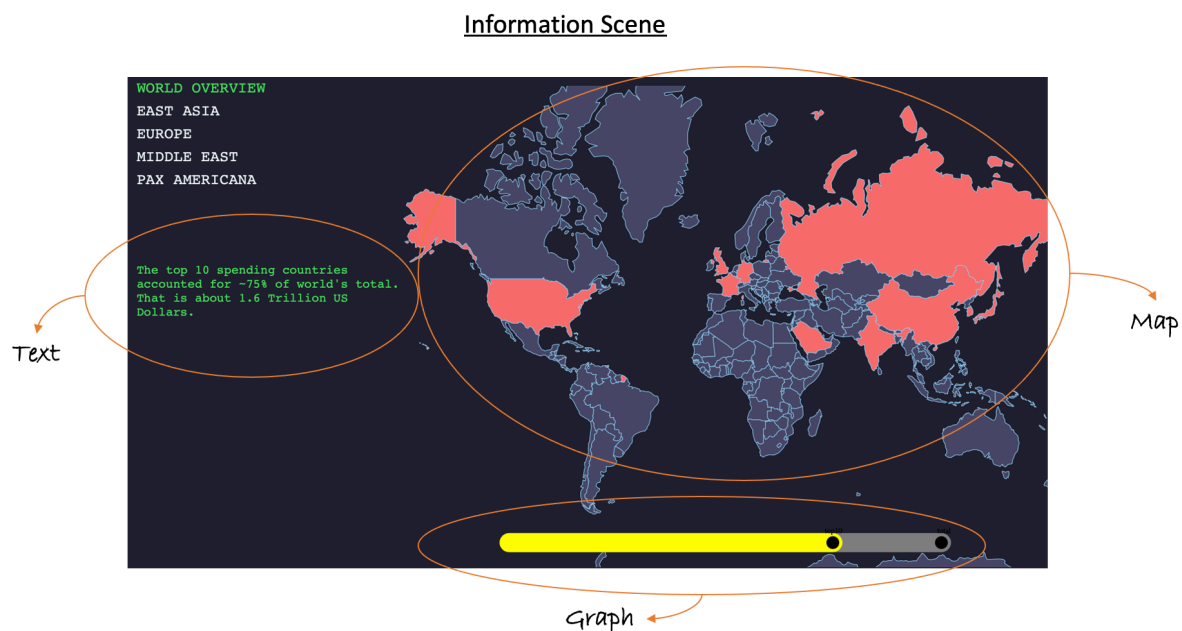 Information Scene
WORLD OVERVIEW
EAST ASIA
EUROPE
MIDDLE EAST
PAX AMERICANA
The top 10 spending countries
accounted for ~75% of world's total.
That is about 1.6 Trillion US
Dollars.
Text
Map
Graph